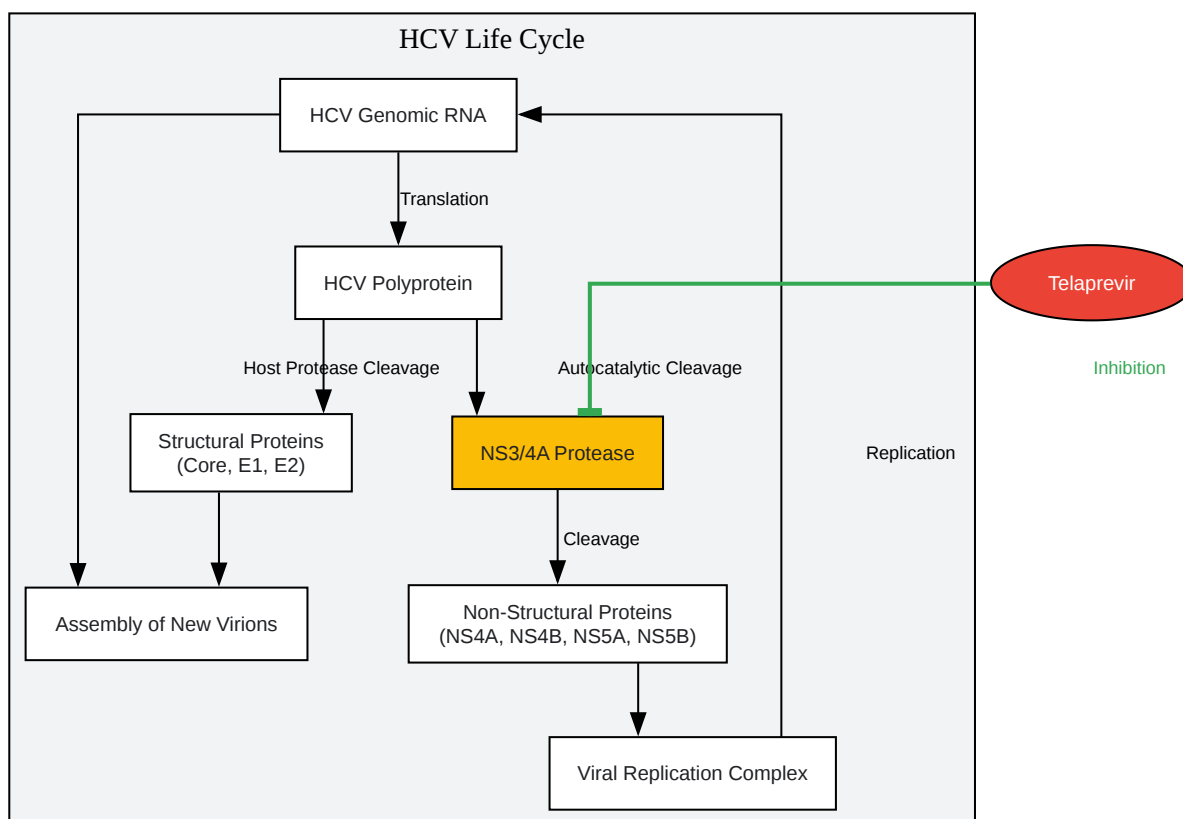 HCV Life Cycle
HCV Genomic RNA
Translation
HCV Polyprotein
Telaprevir
Host Protease Cleavage
Autocatalytic Cleavage
Inhibition
Structural Proteins
(Core, E1, E2)
NS3/4A Protease
Replication
Cleavage
Assembly of New Virions
Non-Structural Proteins
(NS4A, NS4B, NS5A, NS5B)
Viral Replication Complex